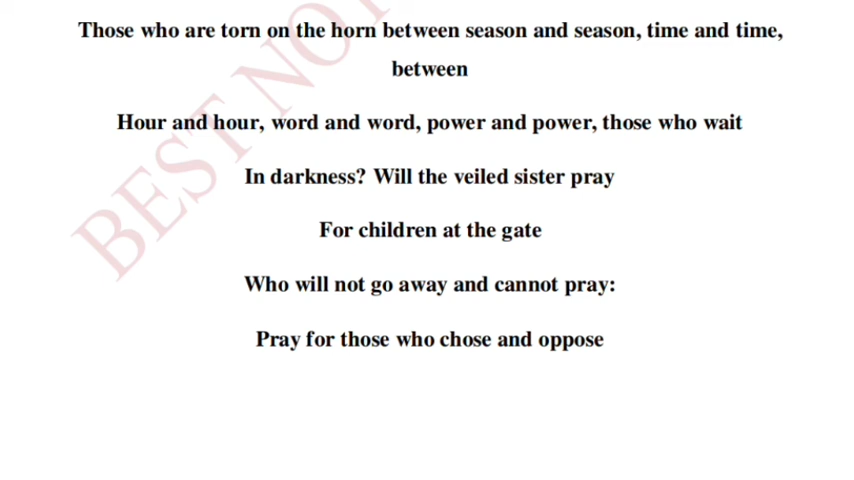 Those who are torn on the horn between season and season, time and time,
between
Hour and hour, word and word, power and power, those who wait
In darkness? Will the veiled sister pray
For children at the gate
Who will not go away and cannot pray:
Pray for those who chose and oppose
BEST NOT